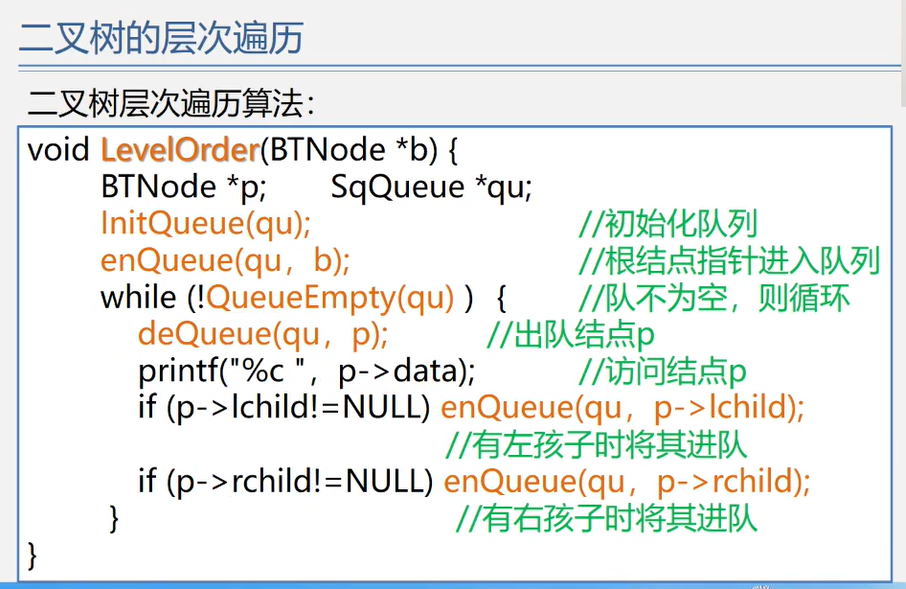 二叉树的层次遍历
二叉树层次遍历算法：
void LevelOrder(BTNode *b) {
BTNode *p; SqQueue *qu;
InitQueue(qu); //初始化队列
enQueue(qu，b); //根结点指针进入队列
while (!QueueEmpty(qu) ) { //队不为空，则循环
deQueue(qu，p); //出队结点p
printf("%c "，p->data); //访问结点p
if (p->lchild!=NULL) enQueue(qu，p->lchild);
//有左孩子时将其进队
if (p->rchild!=NULL) enQueue(qu，p->rchild);
} //有右孩子时将其进队
}